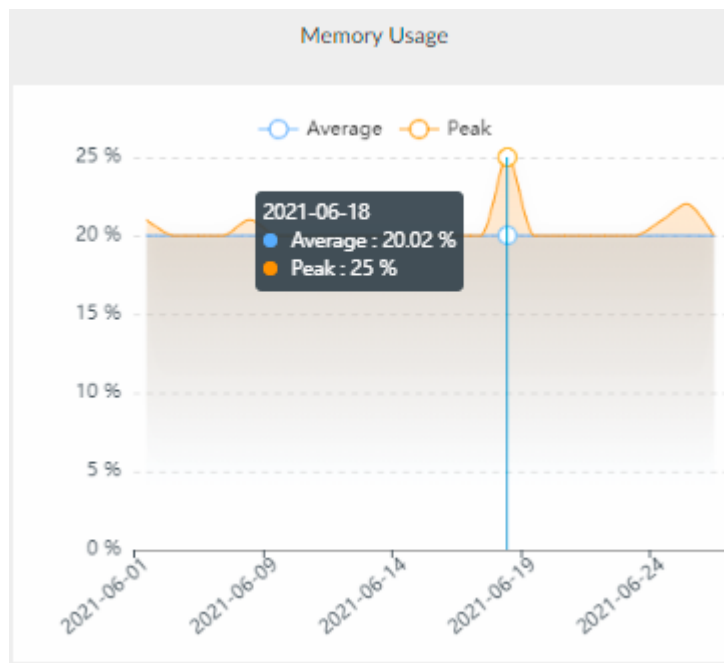 Memory Usage
Average Peak
25 %
2021-06-18
Average : 20.02 %
Peak : 25 %
20 %
15 %
10 %
5 %
0 %
2021-06-01 2021-06-09 2021-06-14 2021-06-19 2021-06-24